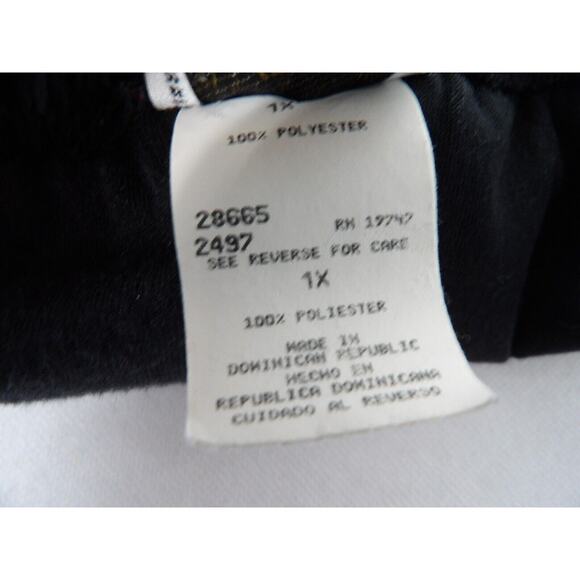 1X
100% POLYESTER
28665 RN 19747
2497
SEE REVERSE FOR CARE
1X
100% POLIESTER
MADE IN
DOMINICAN REPUBLIC
HECHO EN
REPUBLICA DOMINICANA
CUIDADO AL REVERSO